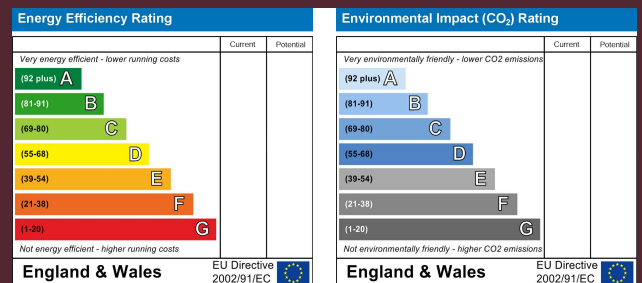 Energy Efficiency Rating
Current Potential
Very energy efficient - lower running costs
(92 plus) A
(81-91) B
(69-80) C
(55-68) D
(39-54) E
(21-38) F
(1-20) G
Not energy efficient - higher running costs
England & Wales
EU Directive
2002/91/EC
Environmental Impact (CO₂) Rating
Current Potential
Very environmentally friendly - lower CO2 emissions
(92 plus) A
(81-91) B
(69-80) C
(55-68) D
(39-54) E
(21-38) F
(1-20) G
Not environmentally friendly - higher CO2 emissions
England & Wales
EU Directive
2002/91/EC